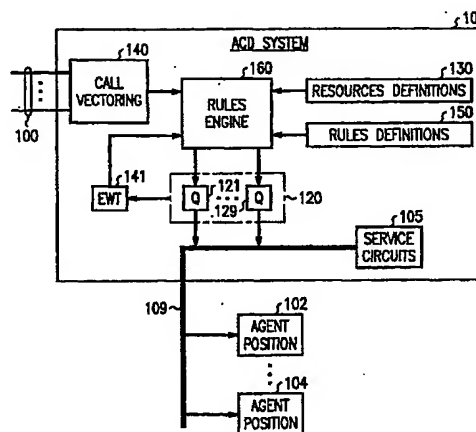 ACD SYSTEM
140
CALL
VECTORING
100
160
RULES
ENGINE
130
RESOURCES DEFINITIONS
150
RULES DEFINITIONS
141
EWT
Q
121
129
Q
120
105
SERVICE
CIRCUITS
109
102
AGENT
POSITION
104
AGENT
POSITION